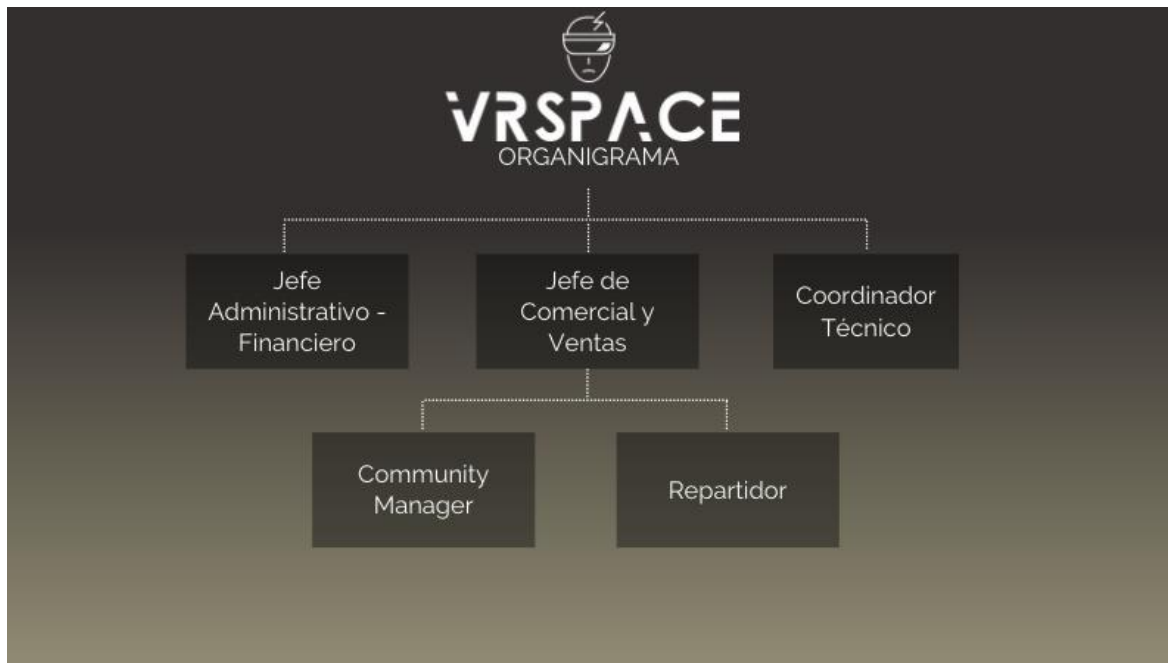 VRSPACE
ORGANIGRAMA
Jefe
Administrativo -
Financiero
Jefe de
Comercial y
Ventas
Coordinador
Técnico
Community
Manager
Repartidor